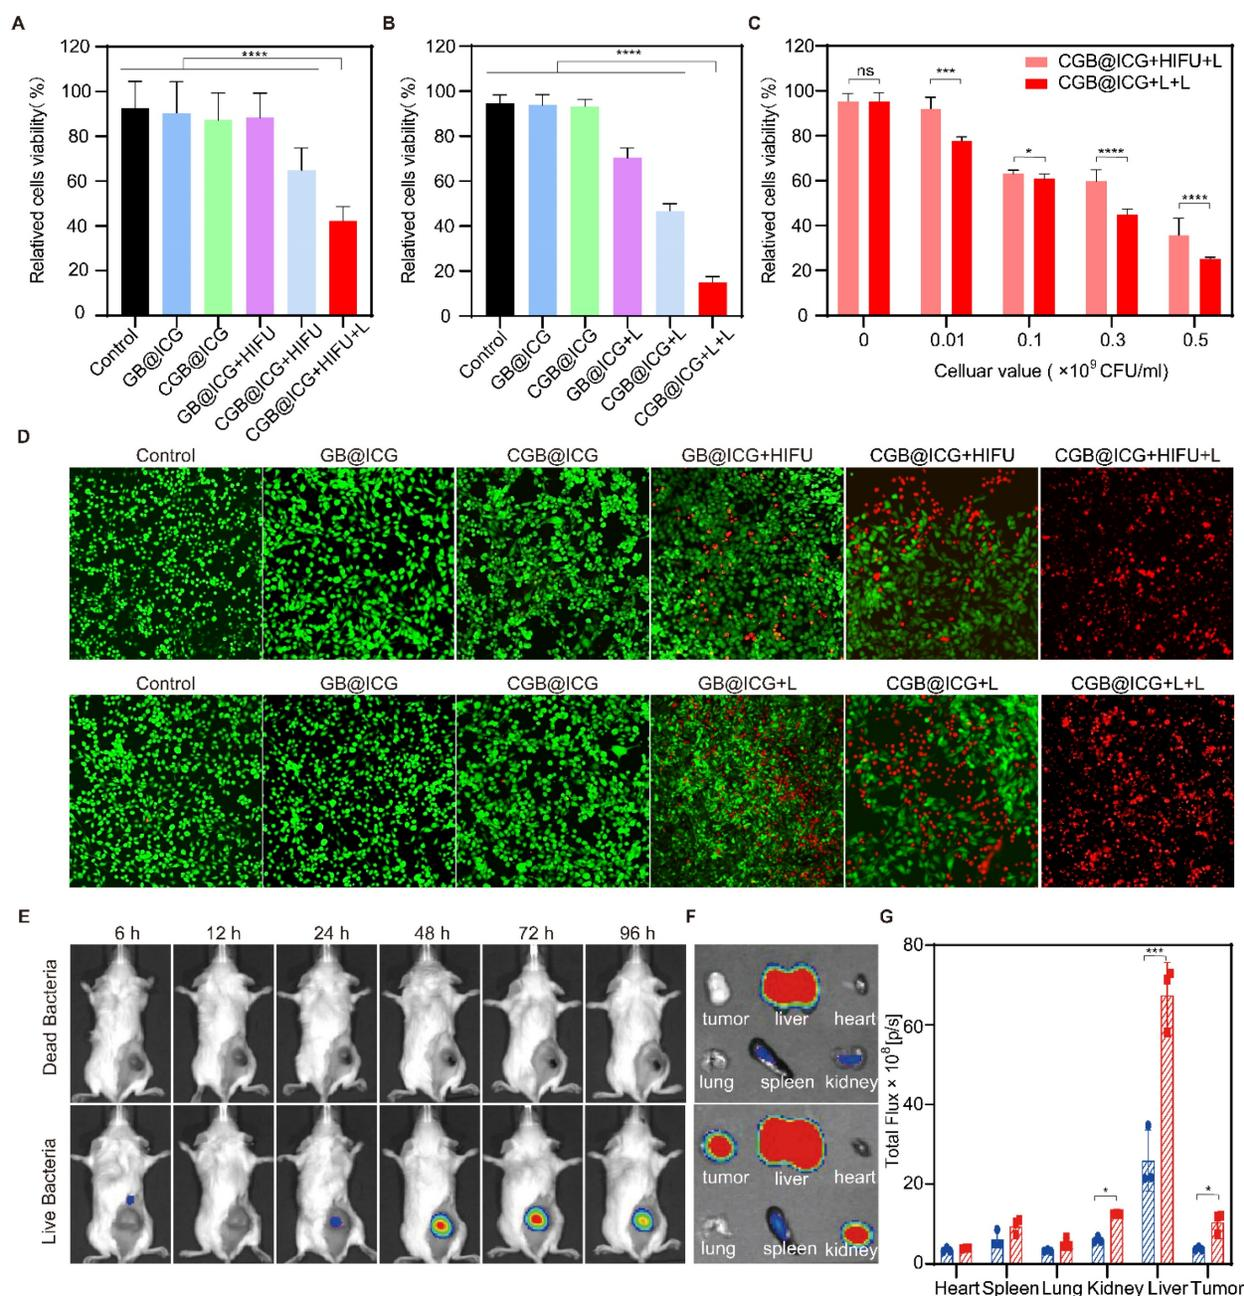 A
B
C
Relatived cells viability( %)
120
100
80
60
40
20
0
****
Control
GB@ICG
CGB@ICG
GB@ICG+HIFU
CGB@ICG+HIFU
CGB@ICG+HIFU+L
Relatived cells viability( %)
120
100
80
60
40
20
0
****
Control
GB@ICG
CGB@ICG
GB@ICG+L
CGB@ICG+L
CGB@ICG+L+L
Relatived cells viability( %)
120
100
80
60
40
20
0
CGB@ICG+HIFU+L
CGB@ICG+L+L
ns
***
*
****
****
0 0.01 0.1 0.3 0.5
Celluar value ( ×10⁹ CFU/ml)
D
Control GB@ICG CGB@ICG GB@ICG+HIFU CGB@ICG+HIFU CGB@ICG+HIFU+L
Control GB@ICG CGB@ICG GB@ICG+L CGB@ICG+L CGB@ICG+L+L
E
6 h 12 h 24 h 48 h 72 h 96 h
Dead Bacteria
Live Bacteria
F
tumor liver heart
lung spleen kidney
tumor liver heart
lung spleen kidney
G
Total Flux × 10⁸[p/s]
80
60
40
20
0
*
***
*
Heart Spleen Lung Kidney Liver Tumor